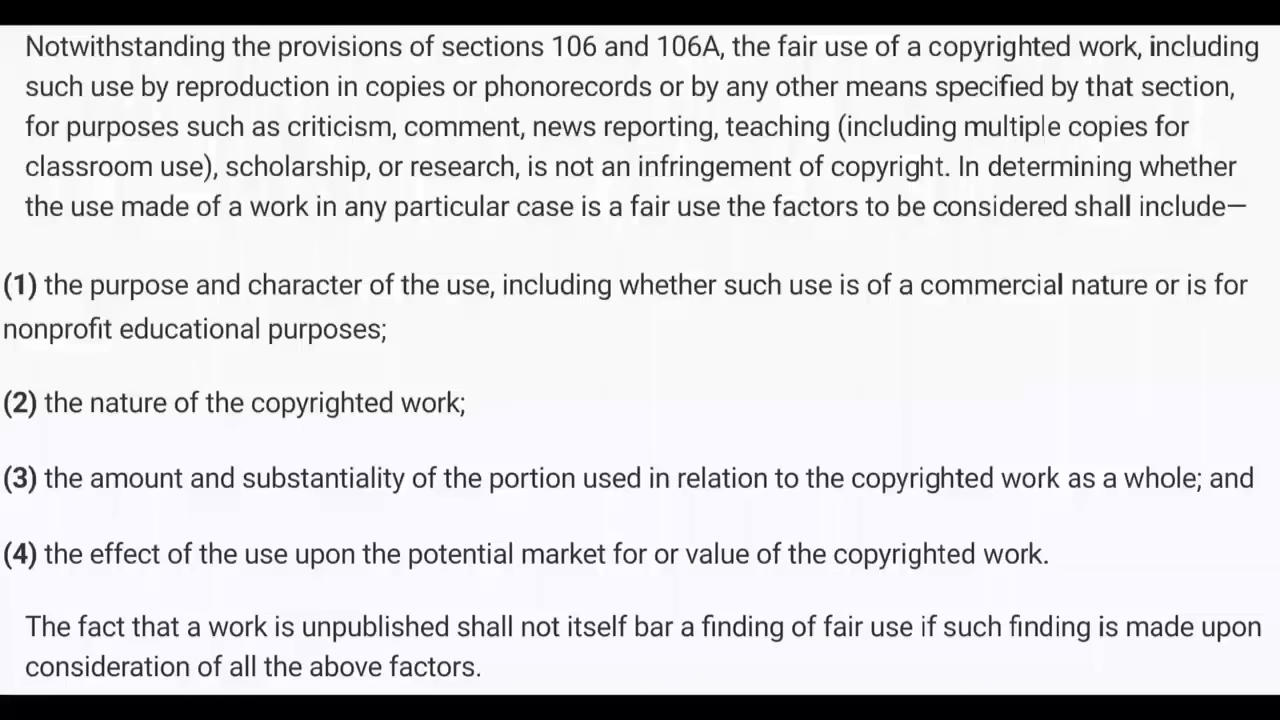 Notwithstanding the provisions of sections 106 and 106A, the fair use of a copyrighted work, including
such use by reproduction in copies or phonorecords or by any other means specified by that section,
for purposes such as criticism, comment, news reporting, teaching (including multiple copies for
classroom use), scholarship, or research, is not an infringement of copyright. In determining whether
the use made of a work in any particular case is a fair use the factors to be considered shall include—
(1) the purpose and character of the use, including whether such use is of a commercial nature or is for
nonprofit educational purposes;
(2) the nature of the copyrighted work;
(3) the amount and substantiality of the portion used in relation to the copyrighted work as a whole; and
(4) the effect of the use upon the potential market for or value of the copyrighted work.
The fact that a work is unpublished shall not itself bar a finding of fair use if such finding is made upon
consideration of all the above factors.